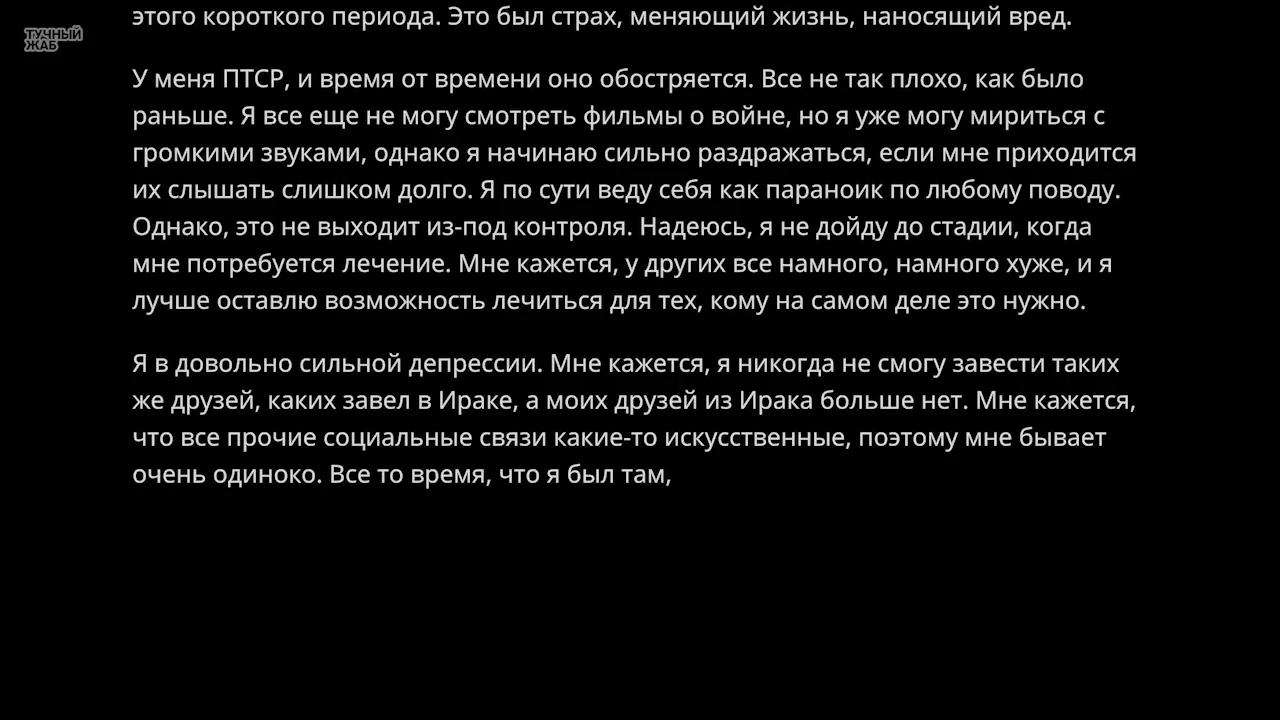 этого короткого периода. Это был страх, меняющий жизнь, наносящий вред.
ТУЧНЫЙ
ЖАБ
У меня ПТСР, и время от времени оно обостряется. Все не так плохо, как было
раньше. Я все еще не могу смотреть фильмы о войне, но я уже могу мириться с
громкими звуками, однако я начинаю сильно раздражаться, если мне приходится
их слышать слишком долго. Я по сути веду себя как параноик по любому поводу.
Однако, это не выходит из-под контроля. Надеюсь, я не дойду до стадии, когда
мне потребуется лечение. Мне кажется, у других все намного, намного хуже, и я
лучше оставлю возможность лечиться для тех, кому на самом деле это нужно.
Я в довольно сильной депрессии. Мне кажется, я никогда не смогу завести таких
же друзей, каких завел в Ираке, а моих друзей из Ирака больше нет. Мне кажется,
что все прочие социальные связи какие-то искусственные, поэтому мне бывает
очень одиноко. Все то время, что я был там,